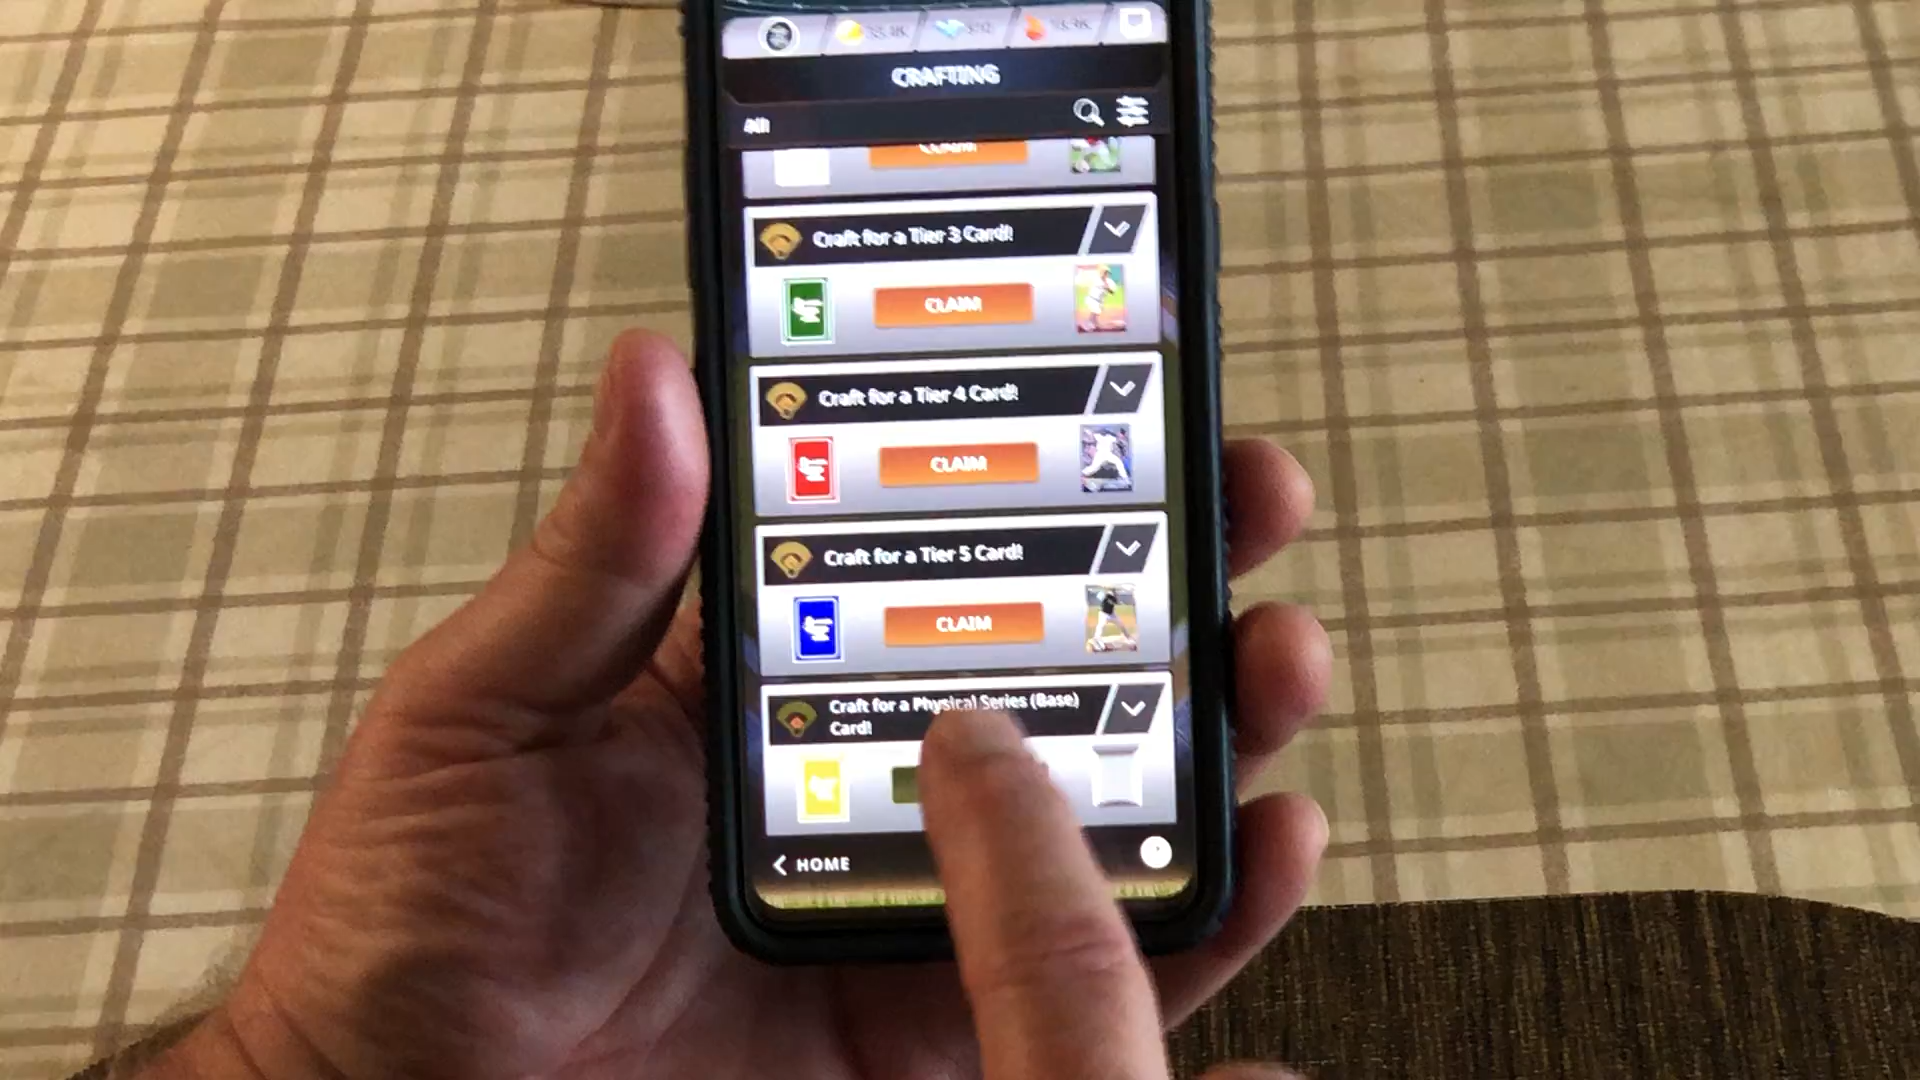 CRAFTING
All
CLAIM
Craft for a Tier 3 Card!
CLAIM
Craft for a Tier 4 Card!
CLAIM
Craft for a Tier 5 Card!
CLAIM
Craft for a Physical Series (Base)
Card!
HOME